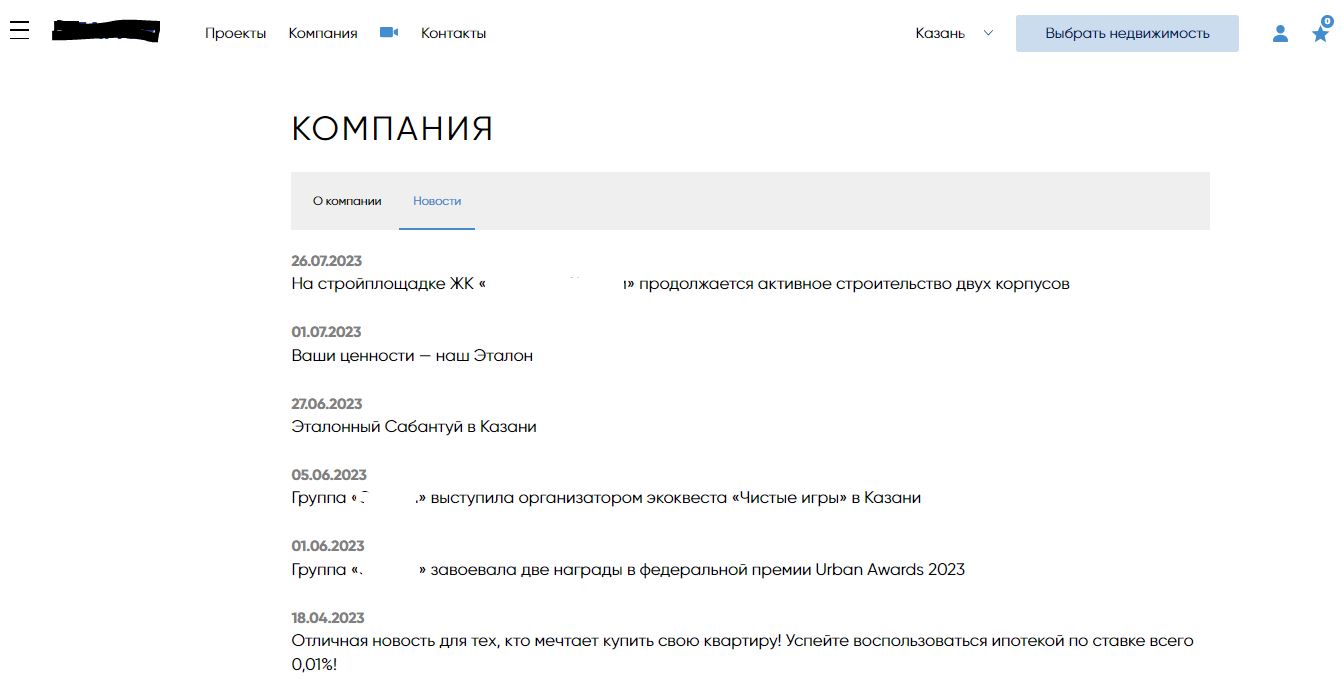 Проекты Компания Контакты Казань Выбрать недвижимость 0
КОМПАНИЯ
О компании Новости
26.07.2023
На стройплощадке ЖК « » продолжается активное строительство двух корпусов
01.07.2023
Ваши ценности — наш Эталон
27.06.2023
Эталонный Сабантуй в Казани
05.06.2023
Группа « » выступила организатором экоквеста «Чистые игры» в Казани
01.06.2023
Группа « » завоевала две награды в федеральной премии Urban Awards 2023
18.04.2023
Отличная новость для тех, кто мечтает купить свою квартиру! Успейте воспользоваться ипотекой по ставке всего
0,01%!